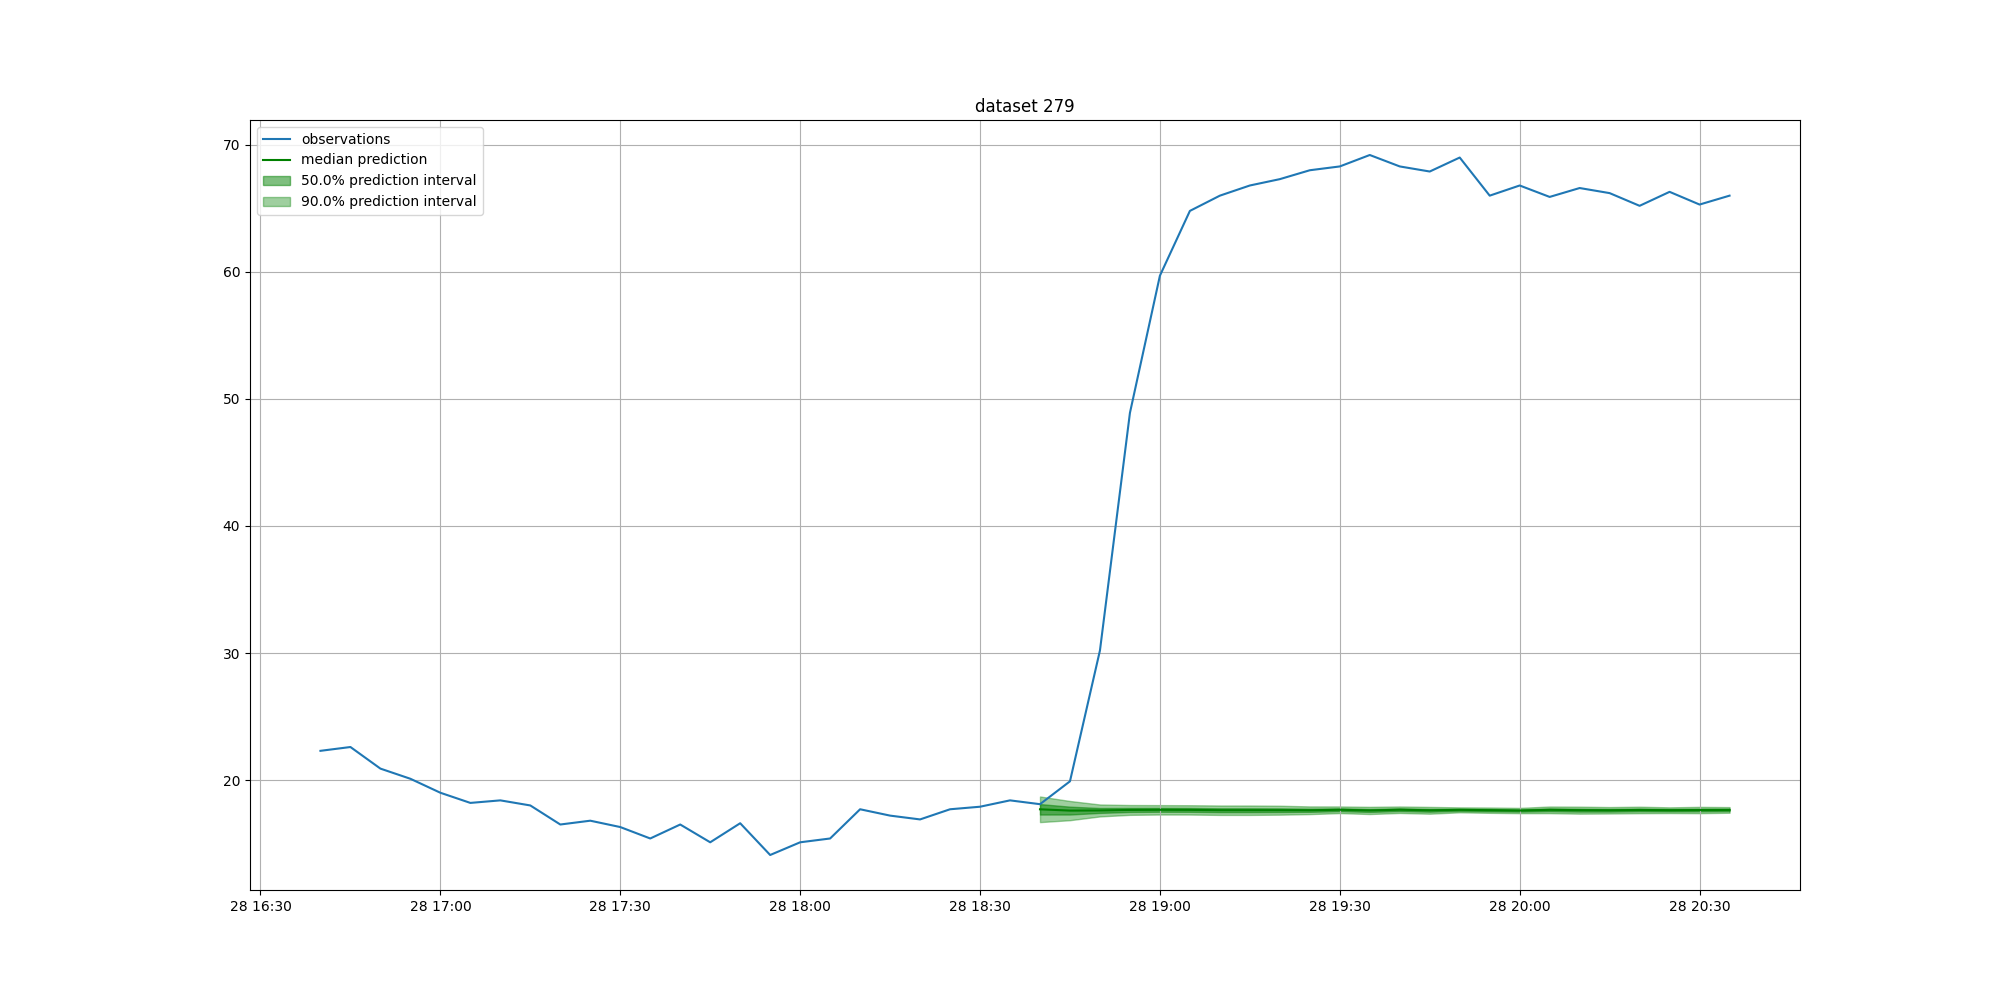 dataset 279
observations
median prediction
50.0% prediction interval
90.0% prediction interval
70
60
50
40
30
20
28 16:30 28 17:00 28 17:30 28 18:00 28 18:30 28 19:00 28 19:30 28 20:00 28 20:30